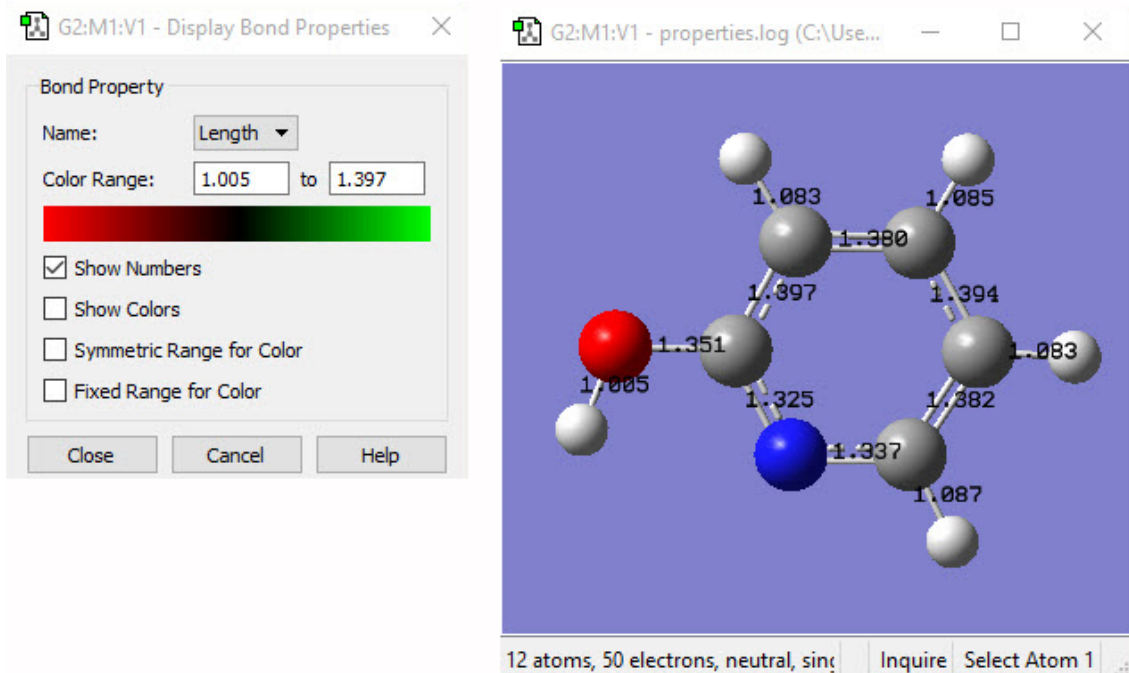 G2:M1:V1 - Display Bond Properties
Bond Property
Name: Length
Color Range: 1.005 to 1.397
Show Numbers
Show Colors
Symmetric Range for Color
Fixed Range for Color
Close Cancel Help
G2:M1:V1 - properties.log (C:\Use...
1.083 1.085
1.380
1.397 1.394
1.351 1.083
1.005
1.325 1.382
1.337
1.087
12 atoms, 50 electrons, neutral, sing Inquire Select Atom 1